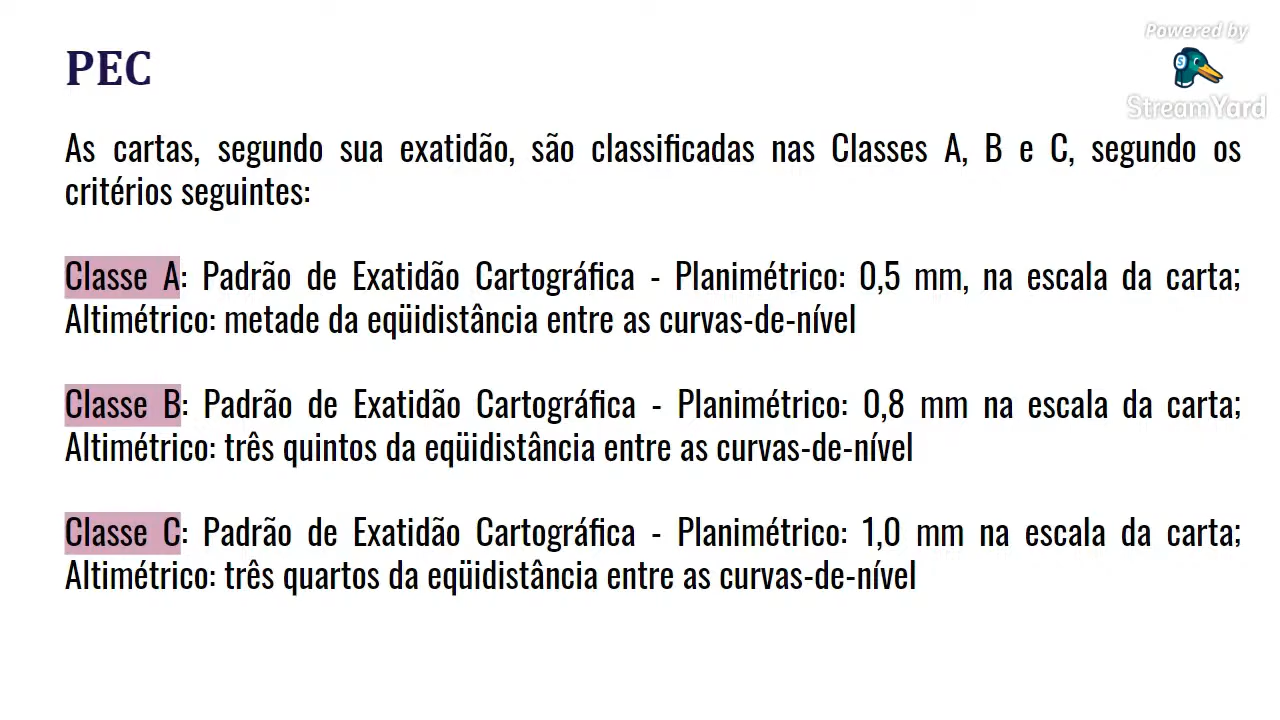 PEC
Powered by
StreamYard
As cartas, segundo sua exatidão, são classificadas nas Classes A, B e C, segundo os
critérios seguintes:
Classe A: Padrão de Exatidão Cartográfica - Planimétrico: 0,5 mm, na escala da carta;
Altimétrico: metade da eqüidistância entre as curvas-de-nível
Classe B: Padrão de Exatidão Cartográfica - Planimétrico: 0,8 mm na escala da carta;
Altimétrico: três quintos da eqüidistância entre as curvas-de-nível
Classe C: Padrão de Exatidão Cartográfica - Planimétrico: 1,0 mm na escala da carta;
Altimétrico: três quartos da eqüidistância entre as curvas-de-nível